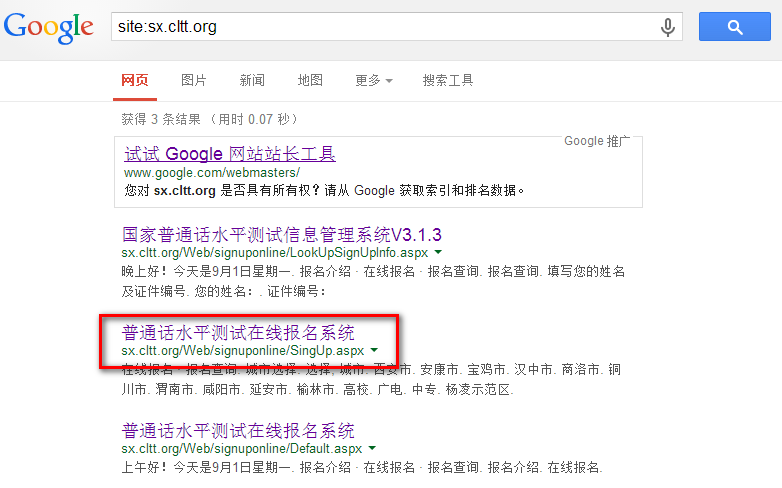 Google
site:sx.cltt.org
网页 图片 新闻 地图 更多 搜索工具
获得 3 条结果 （用时 0.07 秒）
Google 推广
试试 Google 网站站长工具
www.google.com/webmasters/
您对 sx.cltt.org 是否具有所有权？请从 Google 获取索引和排名数据。
国家普通话水平测试信息管理系统V3.1.3
sx.cltt.org/Web/signuponline/LookUpSignUpInfo.aspx
晚上好！今天是9月1日星期一. 报名介绍 · 在线报名 · 报名查询. 报名查询. 填写您的姓名
及证件编号. 您的姓名：. 证件编号：
普通话水平测试在线报名系统
sx.cltt.org/Web/signuponline/SingUp.aspx
在线报名 · 报名查询. 城市选择. 选择, 城市. 西安市. 安康市. 宝鸡市. 汉中市. 商洛市. 铜
川市. 渭南市. 咸阳市. 延安市. 榆林市. 高校. 广电. 中专. 杨凌示范区.
普通话水平测试在线报名系统
sx.cltt.org/Web/signuponline/Default.aspx
上午好！今天是9月1日星期一. 报名介绍 · 在线报名 · 报名查询. 报名介绍. 在线报名.